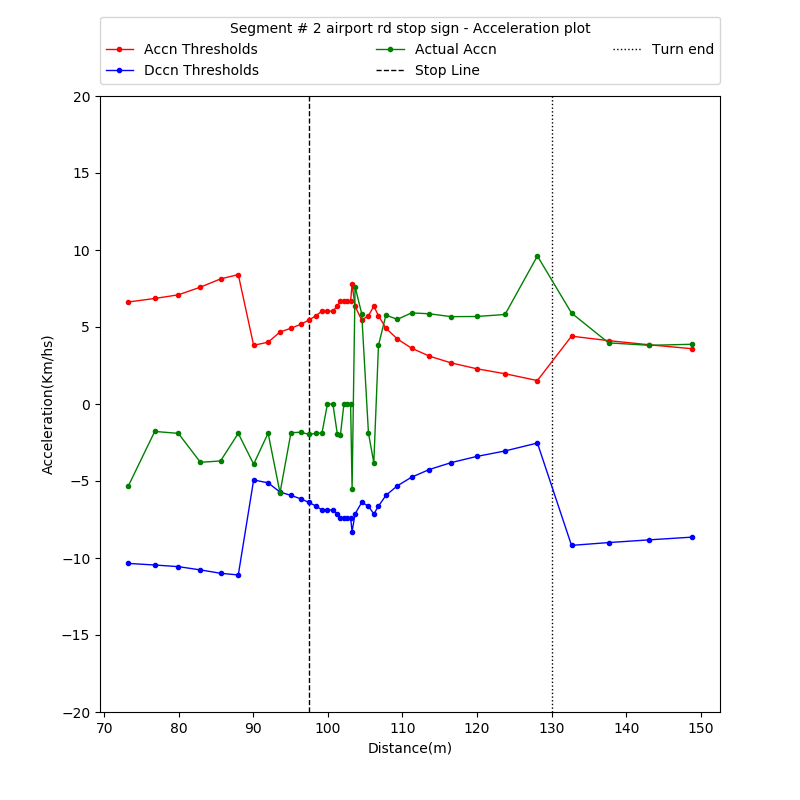 Segment # 2 airport rd stop sign - Acceleration plot
Accn Thresholds
Actual Accn
Turn end
Dccn Thresholds
Stop Line
20
15
10
5
0
−5
−10
−15
−20
Acceleration(Km/hs)
70 80 90 100 110 120 130 140 150
Distance(m)